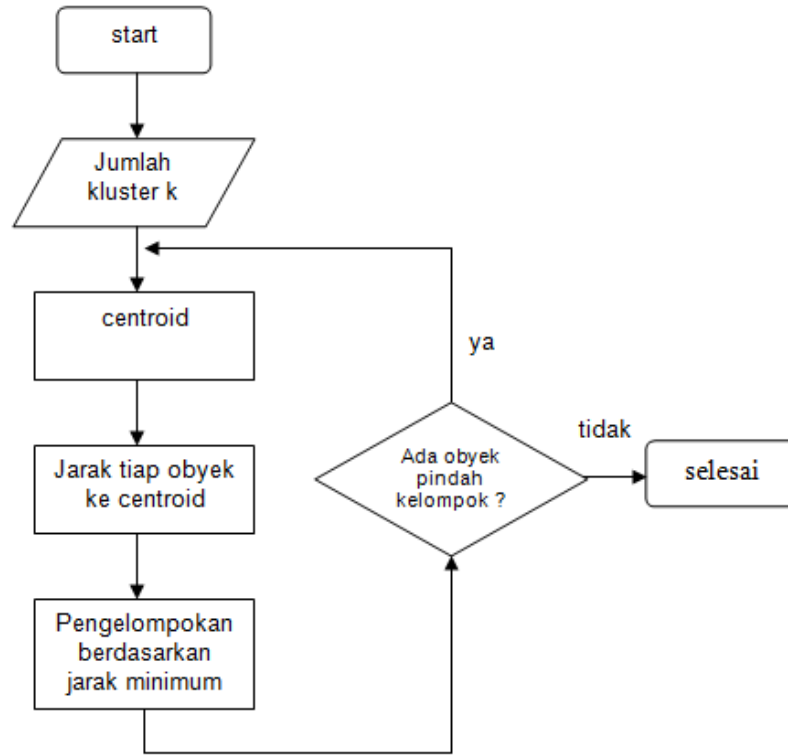 start
Jumlah
kluster k
centroid
Jarak tiap obyek
ke centroid
Pengelompokan
berdasarkan
jarak minimum
Ada obyek
pindah
kelompok ?
ya
tidak
selesai